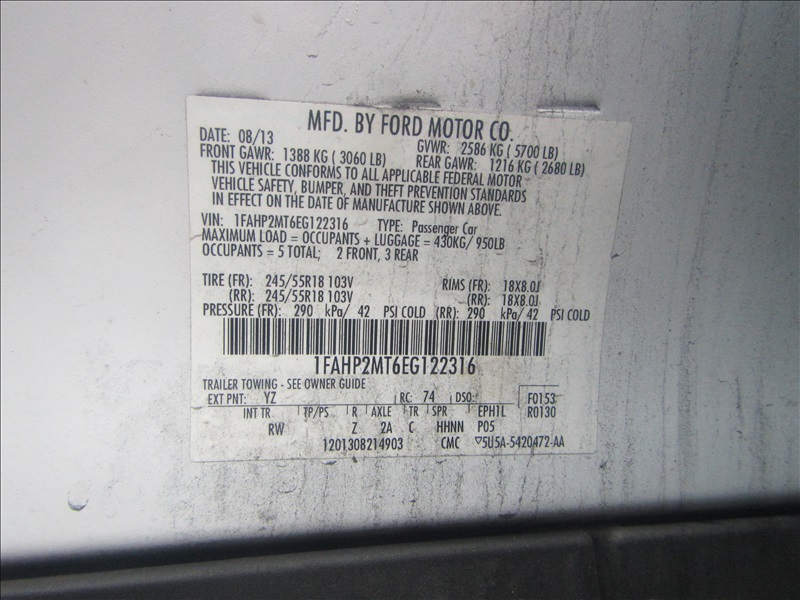 MFD. BY FORD MOTOR CO.
DATE: 08/13 GVWR: 2586 KG ( 5700 LB)
FRONT GAWR: 1388 KG ( 3060 LB) REAR GAWR: 1216 KG ( 2680 LB)
THIS VEHICLE CONFORMS TO ALL APPLICABLE FEDERAL MOTOR
VEHICLE SAFETY, BUMPER, AND THEFT PREVENTION STANDARDS
IN EFFECT ON THE DATE OF MANUFACTURE SHOWN ABOVE.
VIN: 1FAHP2MT6EG122316 TYPE: Passenger Car
MAXIMUM LOAD = OCCUPANTS + LUGGAGE = 430KG/ 950LB
OCCUPANTS = 5 TOTAL; 2 FRONT, 3 REAR
TIRE (FR): 245/55R18 103V RIMS (FR): 18X8.0J
(RR): 245/55R18 103V (RR): 18X8.0J
PRESSURE (FR): 290 kPa/ 42 PSI COLD (RR): 290 kPa/ 42 PSI COLD
1FAHP2MT6EG122316
TRAILER TOWING - SEE OWNER GUIDE
EXT PNT: YZ RC: 74 DSO: F0153
INT TR TP/PS R AXLE TR SPR EPH1L R0130
RW Z 2A C HHNN P05
1201308214903 CMC ▽5U5A-5420472-AA